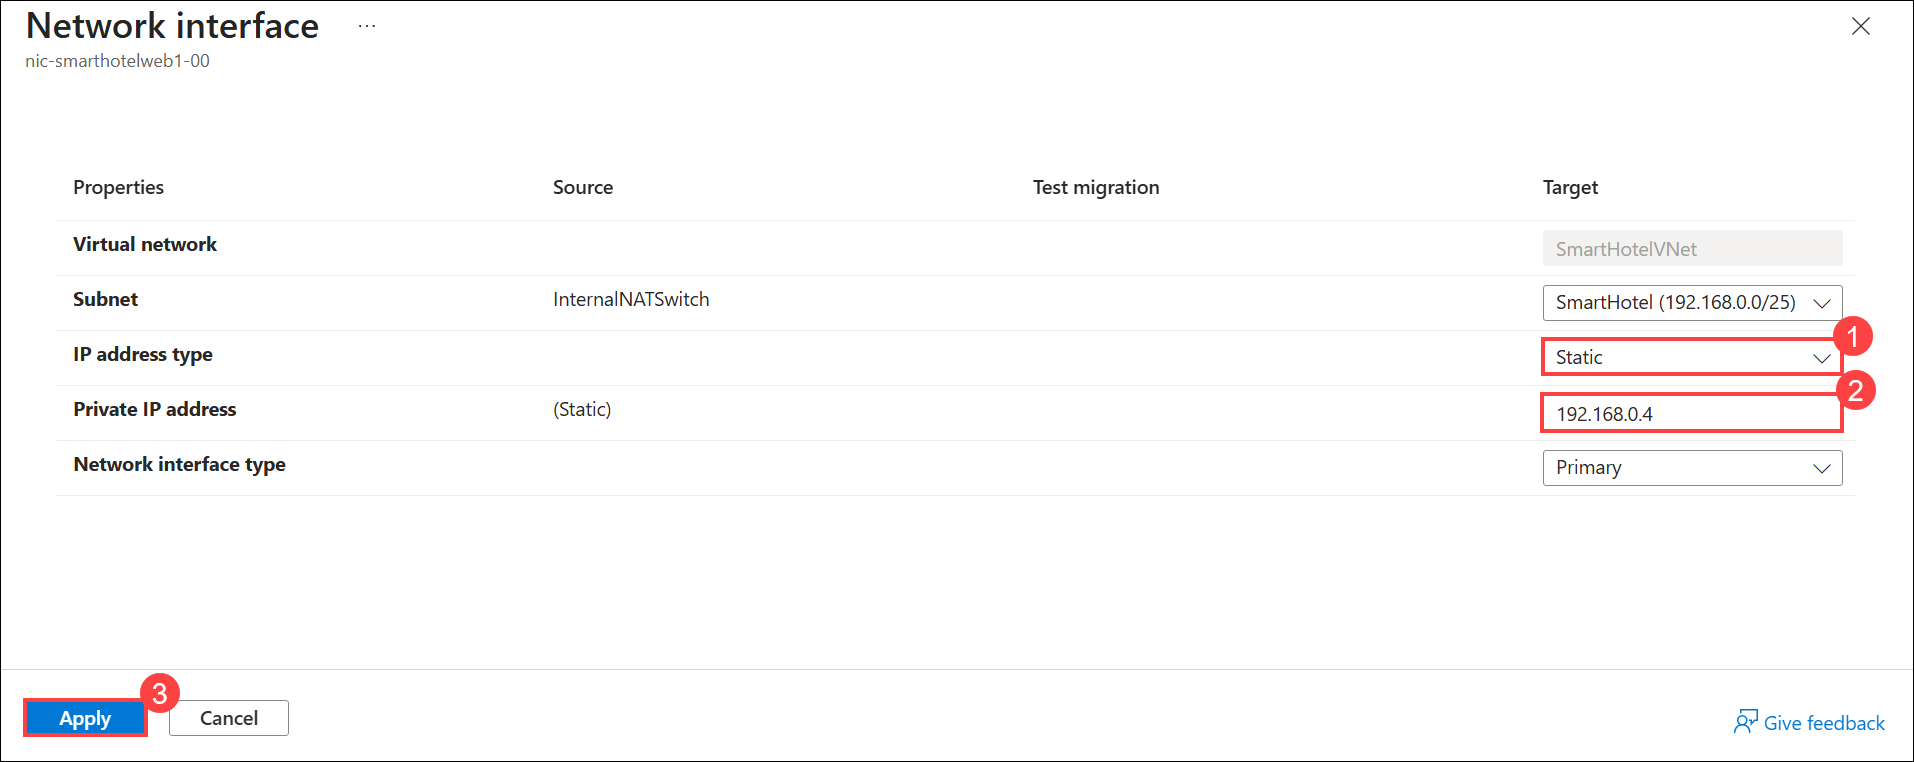 Network interface ...
nic-smarthotelweb1-00
Properties Source Test migration Target
Virtual network SmartHotelVNet
Subnet InternalNATSwitch SmartHotel (192.168.0.0/25)
1
IP address type Static
2
Private IP address (Static) 192.168.0.4
Network interface type Primary
3
Apply Cancel Give feedback